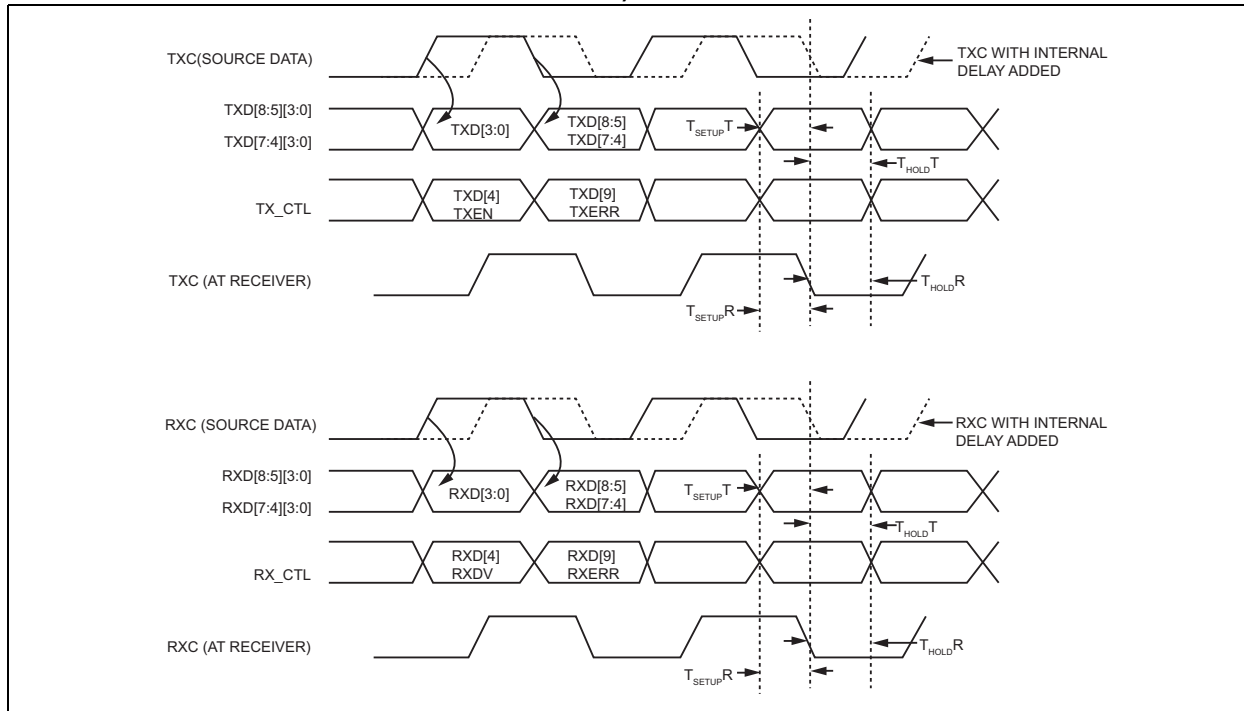 TXC(SOURCE DATA)
TXC WITH INTERNAL
DELAY ADDED
TXD[8:5][3:0]
TXD[7:4][3:0]
TXD[3:0]
TXD[8:5]
TXD[7:4]
TSETUPT
THOLDT
TX_CTL
TXD[4]
TXEN
TXD[9]
TXERR
TXC (AT RECEIVER)
THOLDR
TSETUPR
RXC (SOURCE DATA)
RXC WITH INTERNAL
DELAY ADDED
RXD[8:5][3:0]
RXD[7:4][3:0]
RXD[3:0]
RXD[8:5]
RXD[7:4]
TSETUPT
THOLDT
RX_CTL
RXD[4]
RXDV
RXD[9]
RXERR
RXC (AT RECEIVER)
THOLDR
TSETUPR